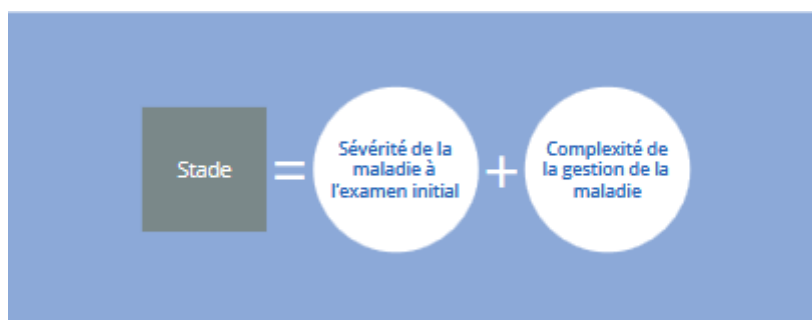 Stade
=
Sévérité de la
maladie à
l'examen initial
+
Complexité de
la gestion de la
maladie